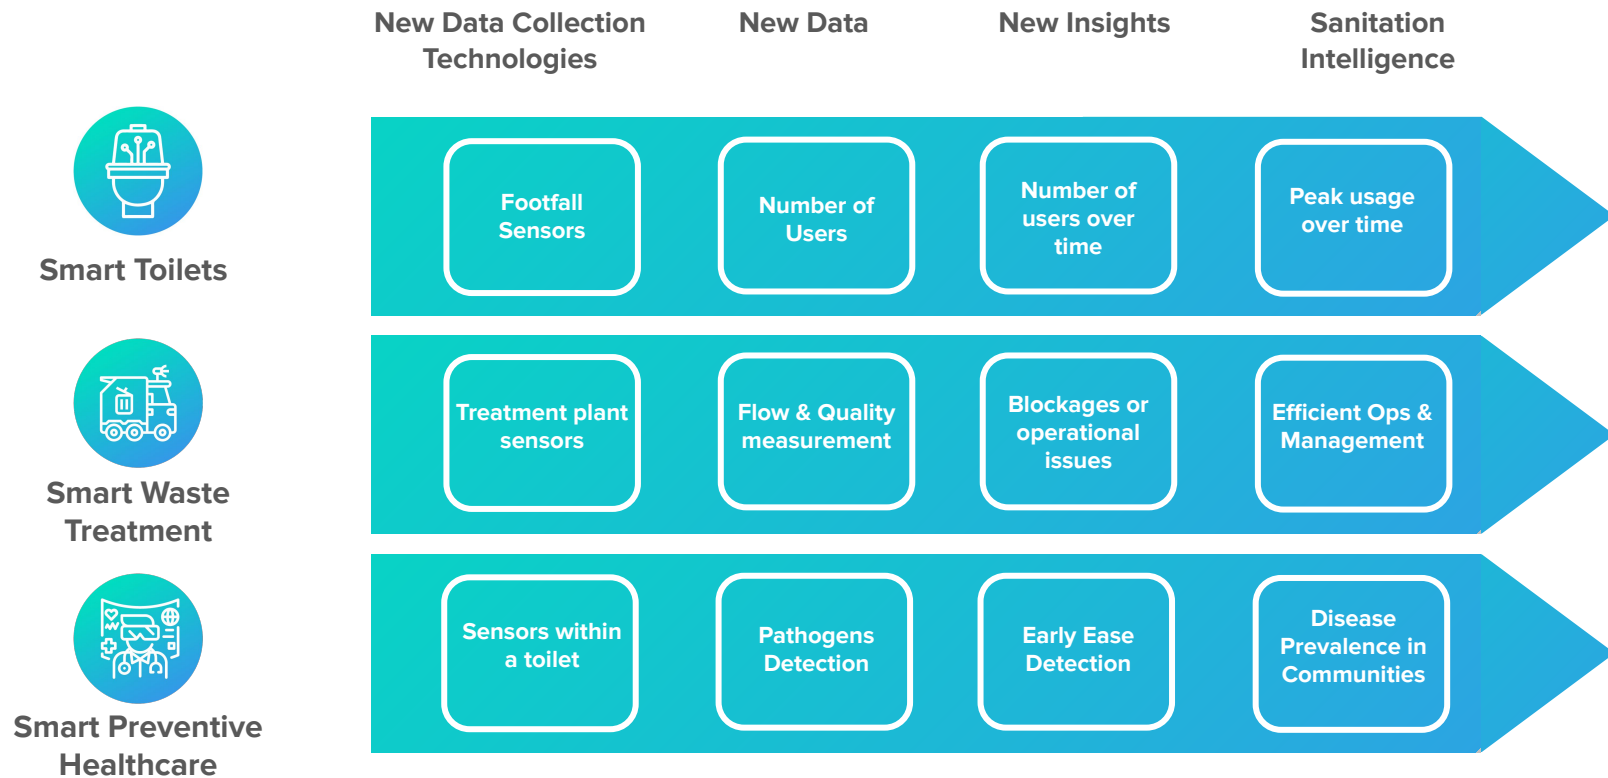 New Data Collection
Technologies
New Data
New Insights
Sanitation
Intelligence
Smart Toilets
Footfall
Sensors
Number of
Users
Number of
users over
time
Peak usage
over time
Smart Waste
Treatment
Treatment plant
sensors
Flow & Quality
measurement
Blockages or
operational
issues
Efficient Ops &
Management
Smart Preventive
Healthcare
Sensors within
a toilet
Pathogens
Detection
Early Ease
Detection
Disease
Prevalence in
Communities